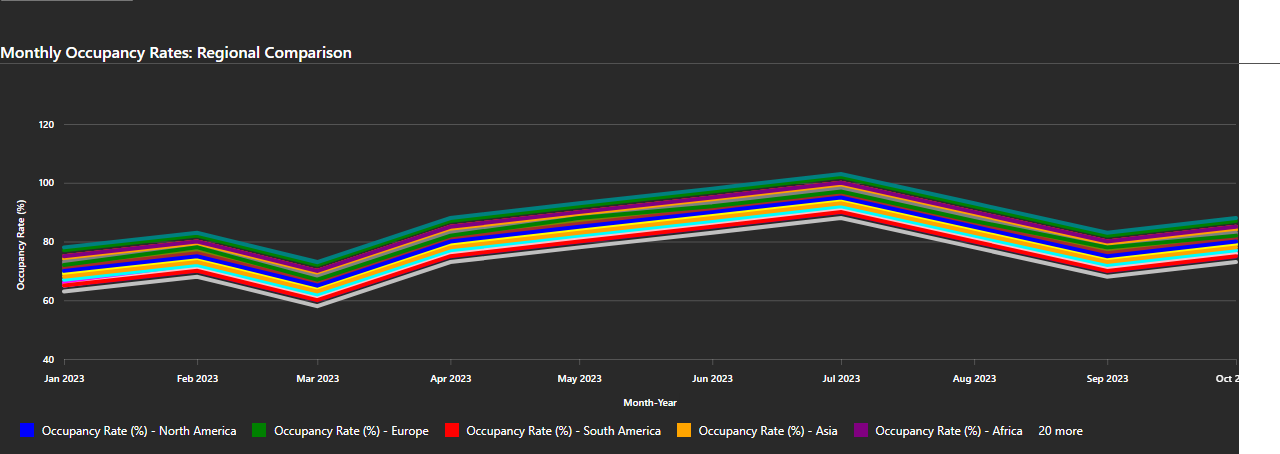 Monthly Occupancy Rates: Regional Comparison
120
100
80
60
40
Occupancy Rate (%)
Jan 2023 Feb 2023 Mar 2023 Apr 2023 May 2023 Jun 2023 Jul 2023 Aug 2023 Sep 2023 Oct 2
Month-Year
Occupancy Rate (%) - North America Occupancy Rate (%) - Europe Occupancy Rate (%) - South America Occupancy Rate (%) - Asia Occupancy Rate (%) - Africa 20 more